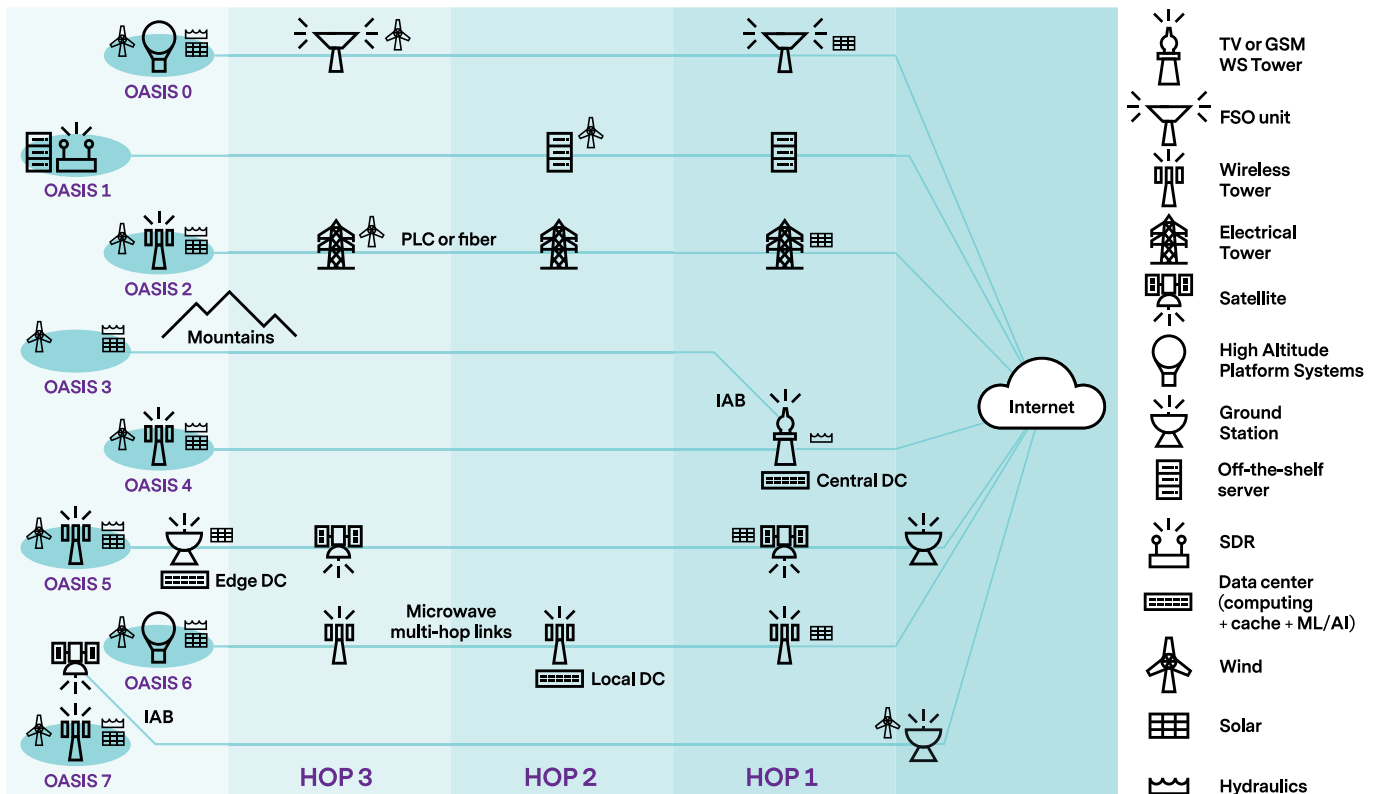 OASIS 0
OASIS 1
PLC or fiber
OASIS 2
Mountains
OASIS 3
IAB
Internet
OASIS 4
Central DC
OASIS 5
Edge DC
Microwave
multi-hop links
OASIS 6
Local DC
IAB
OASIS 7
HOP 3
HOP 2
HOP 1
TV or GSM
WS Tower
FSO unit
Wireless
Tower
Electrical
Tower
Satellite
High Altitude
Platform Systems
Ground
Station
Off-the-shelf
server
SDR
Data center
(computing
+ cache + ML/AI)
Wind
Solar
Hydraulics